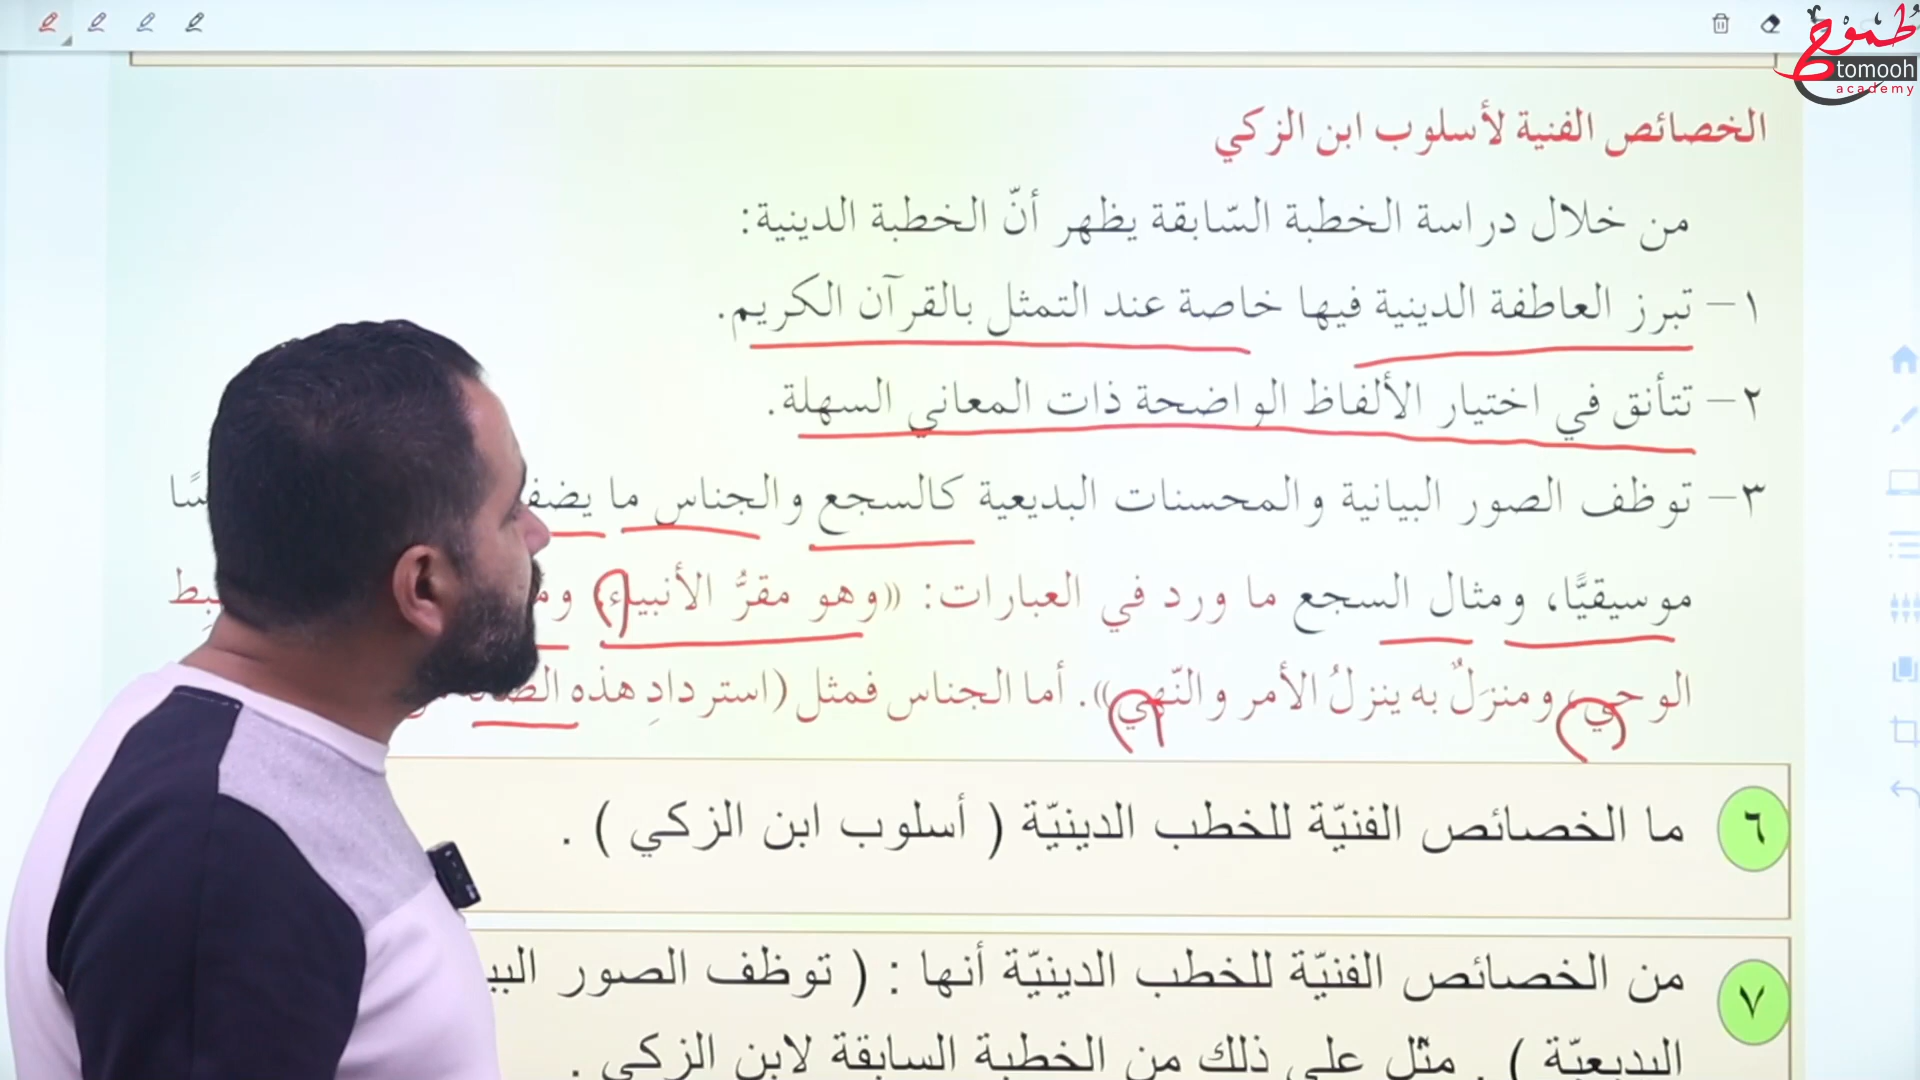 طموح
tomooh
academy
الخصائص الفنية لأسلوب ابن الزكي
من خلال دراسة الخطبة السّابقة يظهر أنّ الخطبة الدينية:
١- تبرز العاطفة الدينية فيها خاصة عند التمثل بالقرآن الكريم.
٢- تتأنق في اختيار الألفاظ الواضحة ذات المعاني السهلة.
٣- توظف الصور البيانية والمحسنات البديعية كالسجع والجناس ما
موسيقيًّا، ومثال السجع ما ورد في العبارات: «وهو مقرُّ الأنبياء
الوحي، ومنزَلٌ به ينزلُ الأمر والنّهي». أما الجناس فمثل (استردادِ هذه
٦ ما الخصائص الفنيّة للخطب الدينيّة ( أسلوب ابن الزكي ) .
٧ من الخصائص الفنيّة للخطب الدينيّة أنها : ( توظف الصور
البديعيّة ) . مثّل على ذلك من الخطبة السابقة لابن الزكي .